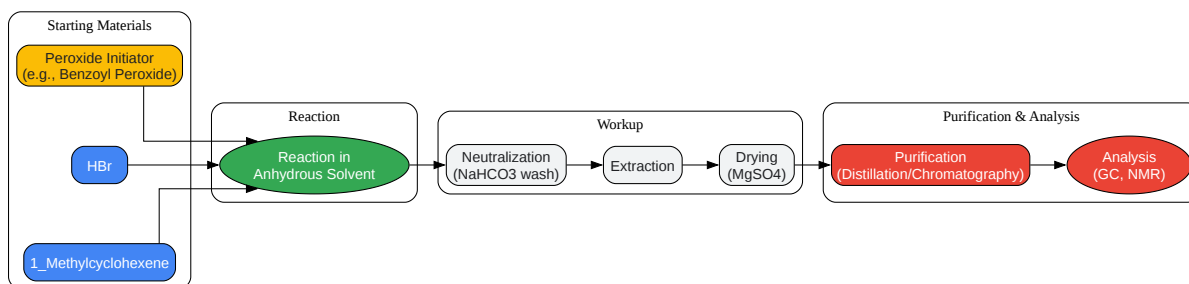 Starting Materials
Peroxide Initiator
(e.g., Benzoyl Peroxide)
HBr
1_Methylcyclohexene
Reaction
Reaction in
Anhydrous Solvent
Workup
Neutralization
(NaHCO3 wash)
Extraction
Drying
(MgSO4)
Purification & Analysis
Purification
(Distillation/Chromatography)
Analysis
(GC, NMR)